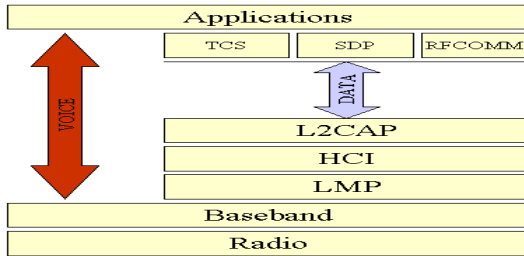 Applications
TCS SDP RFCOMM
VOICE
DATA
L2CAP
HCI
LMP
Baseband
Radio